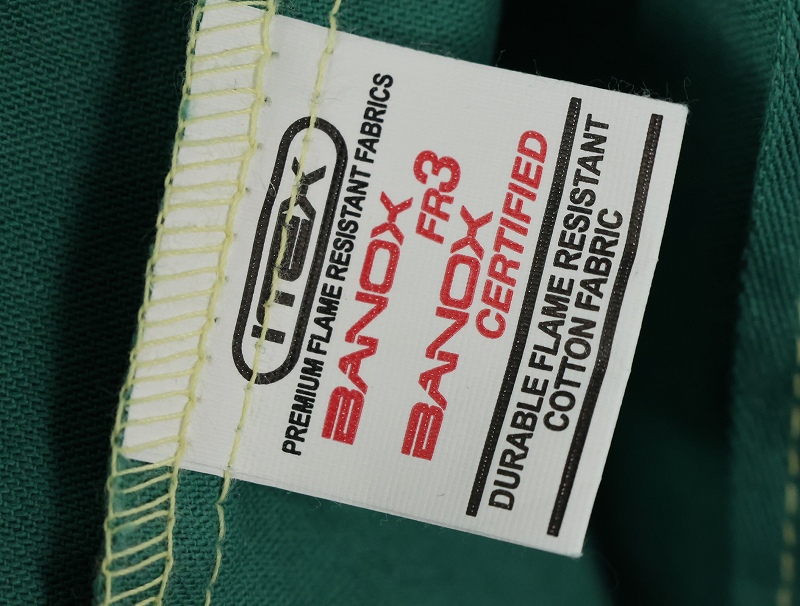 itex
PREMIUM FLAME RESISTANT FABRICS
BANOX FR3
BANOX CERTIFIED
DURABLE FLAME RESISTANT
COTTON FABRIC